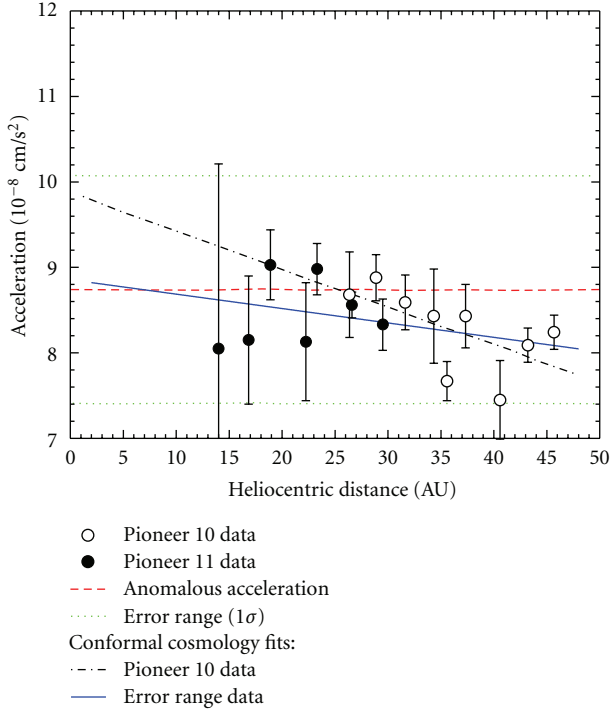 12
11
10
9
8
7
Acceleration (10⁻⁸ cm/s²)
0 5 10 15 20 25 30 35 40 45 50
Heliocentric distance (AU)
Pioneer 10 data
Pioneer 11 data
Anomalous acceleration
Error range (1σ)
Conformal cosmology fits:
Pioneer 10 data
Error range data